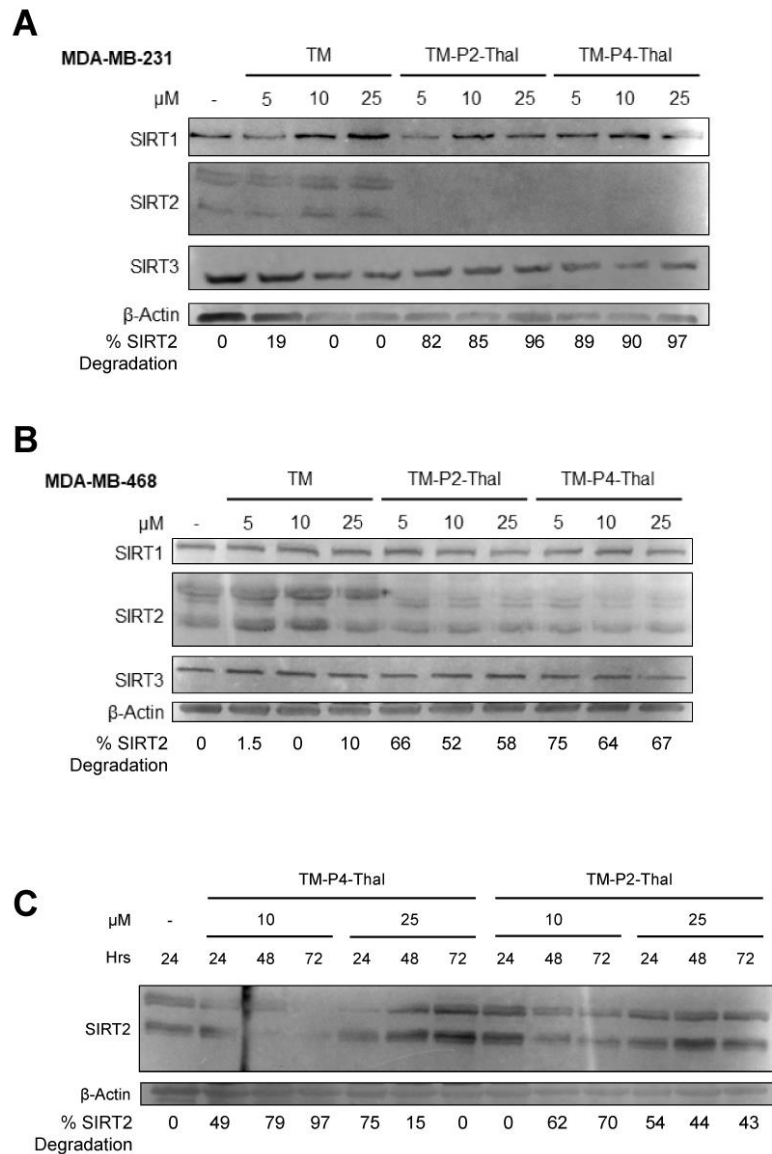 A
MDA-MB-231 TM TM-P2-Thal TM-P4-Thal
µM - 5 10 25 5 10 25 5 10 25
SIRT1
SIRT2
SIRT3
β-Actin
% SIRT2 0 19 0 0 82 85 96 89 90 97
Degradation
B
MDA-MB-468 TM TM-P2-Thal TM-P4-Thal
µM - 5 10 25 5 10 25 5 10 25
SIRT1
SIRT2
SIRT3
β-Actin
% SIRT2 0 1.5 0 10 66 52 58 75 64 67
Degradation
TM-P4-Thal TM-P2-Thal
C
µM - 10 25 10 25
Hrs 24 24 48 72 24 48 72 24 48 72 24 48 72
SIRT2
β-Actin
% SIRT2 0 49 79 97 75 15 0 0 62 70 54 44 43
Degradation